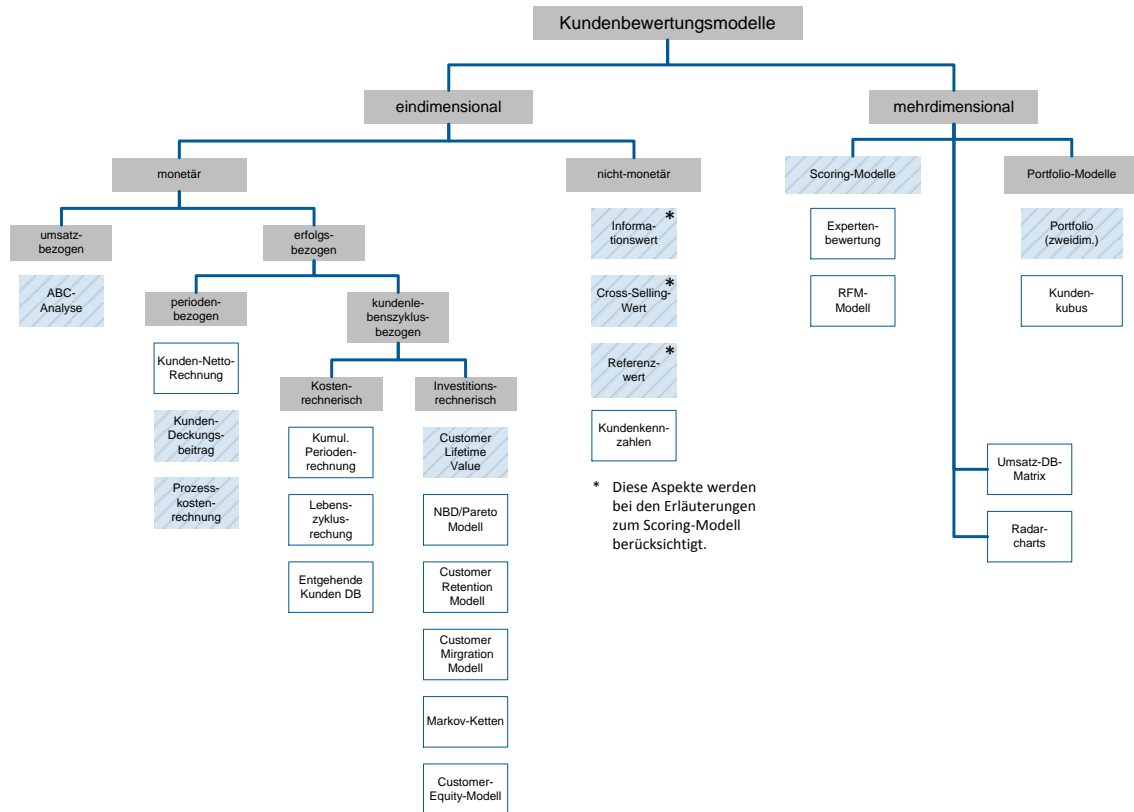 Kundenbewertungsmodelle
eindimensional
mehrdimensional
monetär
nicht-monetär
Scoring-Modelle
Portfolio-Modelle
umsatz-
bezogen
erfolgs-
bezogen
Informa-
tionswert
*
Experten-
bewertung
Portfolio
(zweidim.)
ABC-
Analyse
perioden-
bezogen
kundenle-
benszyklus-
bezogen
Cross-Selling-
Wert
*
RFM-
Modell
Kunden-
kubus
Kunden-Netto-
Rechnung
Referenz-
wert
*
Kosten-
rechnerisch
Investitions-
rechnerisch
Kunden-
Deckungs-
beitrag
Kumul.
Perioden-
rechnung
Customer
Lifetime
Value
Kundenkenn-
zahlen
Umsatz-DB-
Matrix
Prozess-
kosten-
rechnung
Lebens-
zyklus-
rechung
NBD/Pareto
Modell
* Diese Aspekte werden
bei den Erläuterungen
zum Scoring-Modell
berücksichtigt.
Radar-
charts
Entgehende
Kunden DB
Customer
Retention
Modell
Customer
Mirgration
Modell
Markov-Ketten
Customer-
Equity-Modell